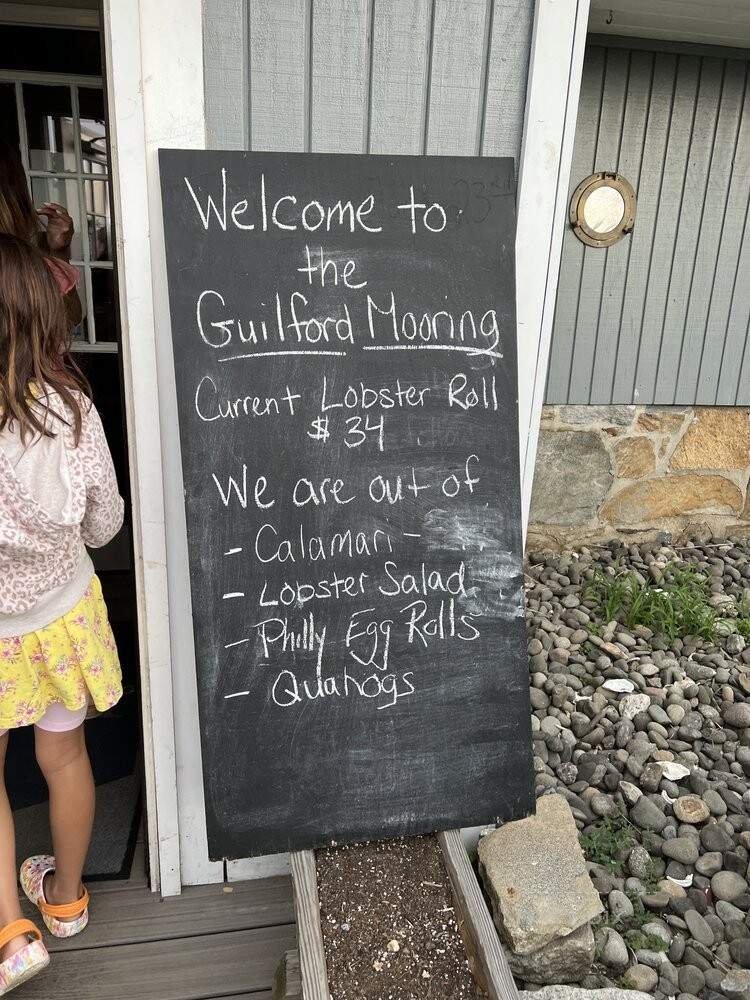 Welcome to
the
Guilford Mooring
Current Lobster Roll
$ 34
We are out of
- Calamari -
- Lobster Salad
- Philly Egg Rolls
- Quahogs